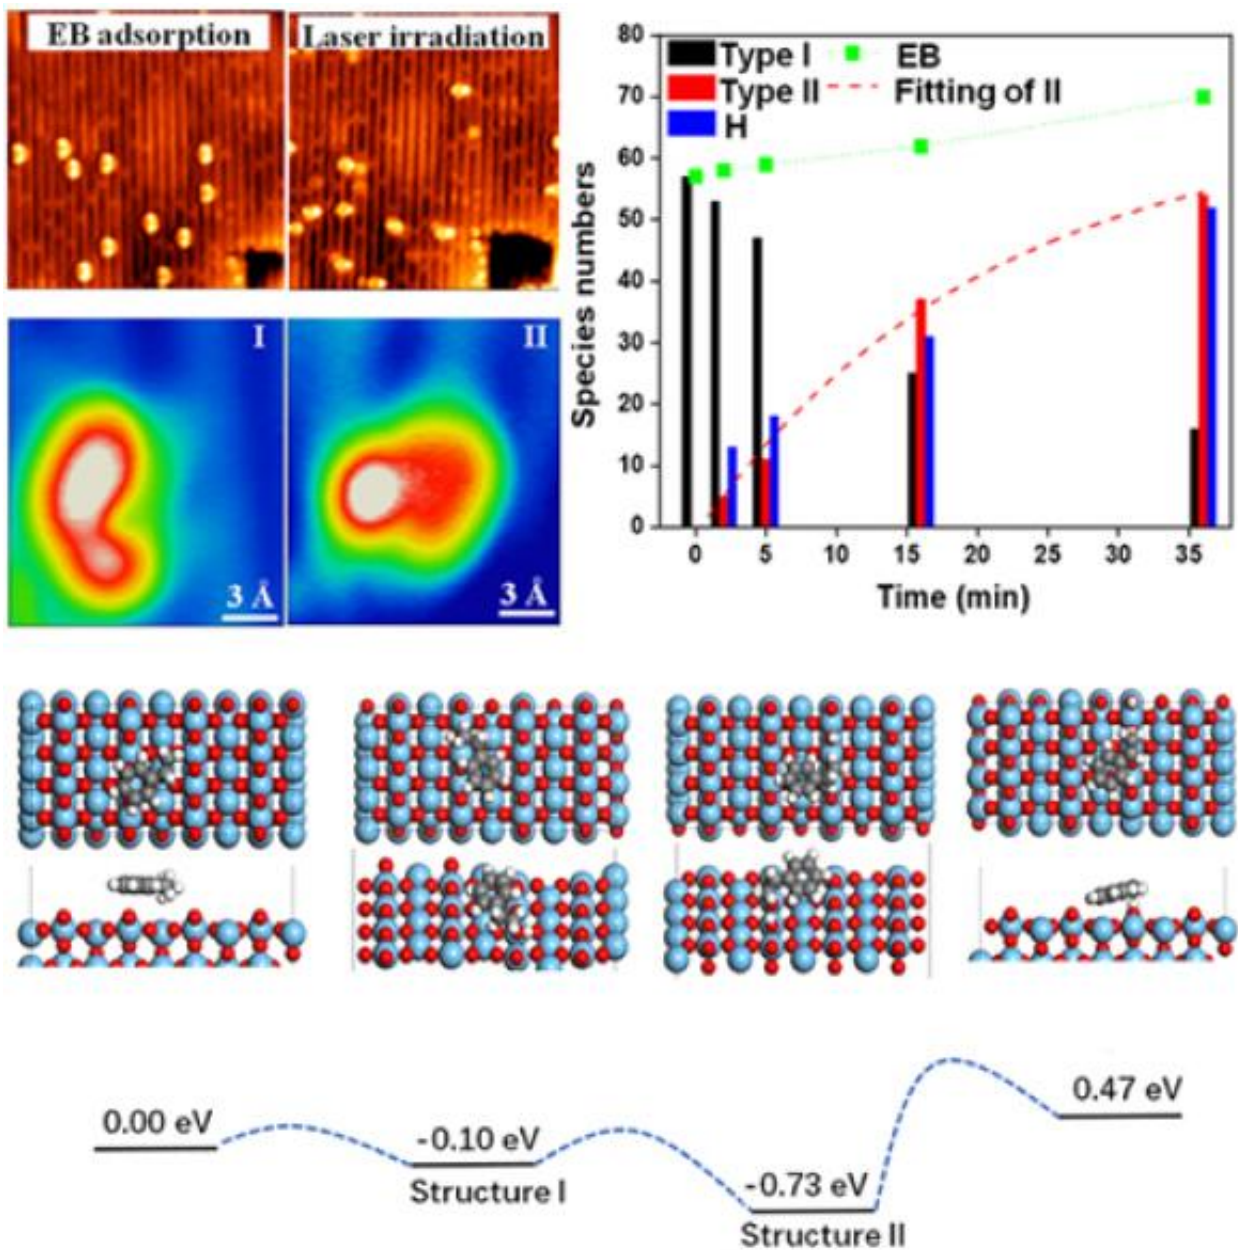 EB adsorption
Laser irradiation
I
II
3 Å
3 Å
80
70
60
50
40
30
20
10
0
Species numbers
Type I
EB
Type II
Fitting of II
H
0
5
10
15
20
25
30
35
Time (min)
0.00 eV
-0.10 eV
Structure I
-0.73 eV
Structure II
0.47 eV